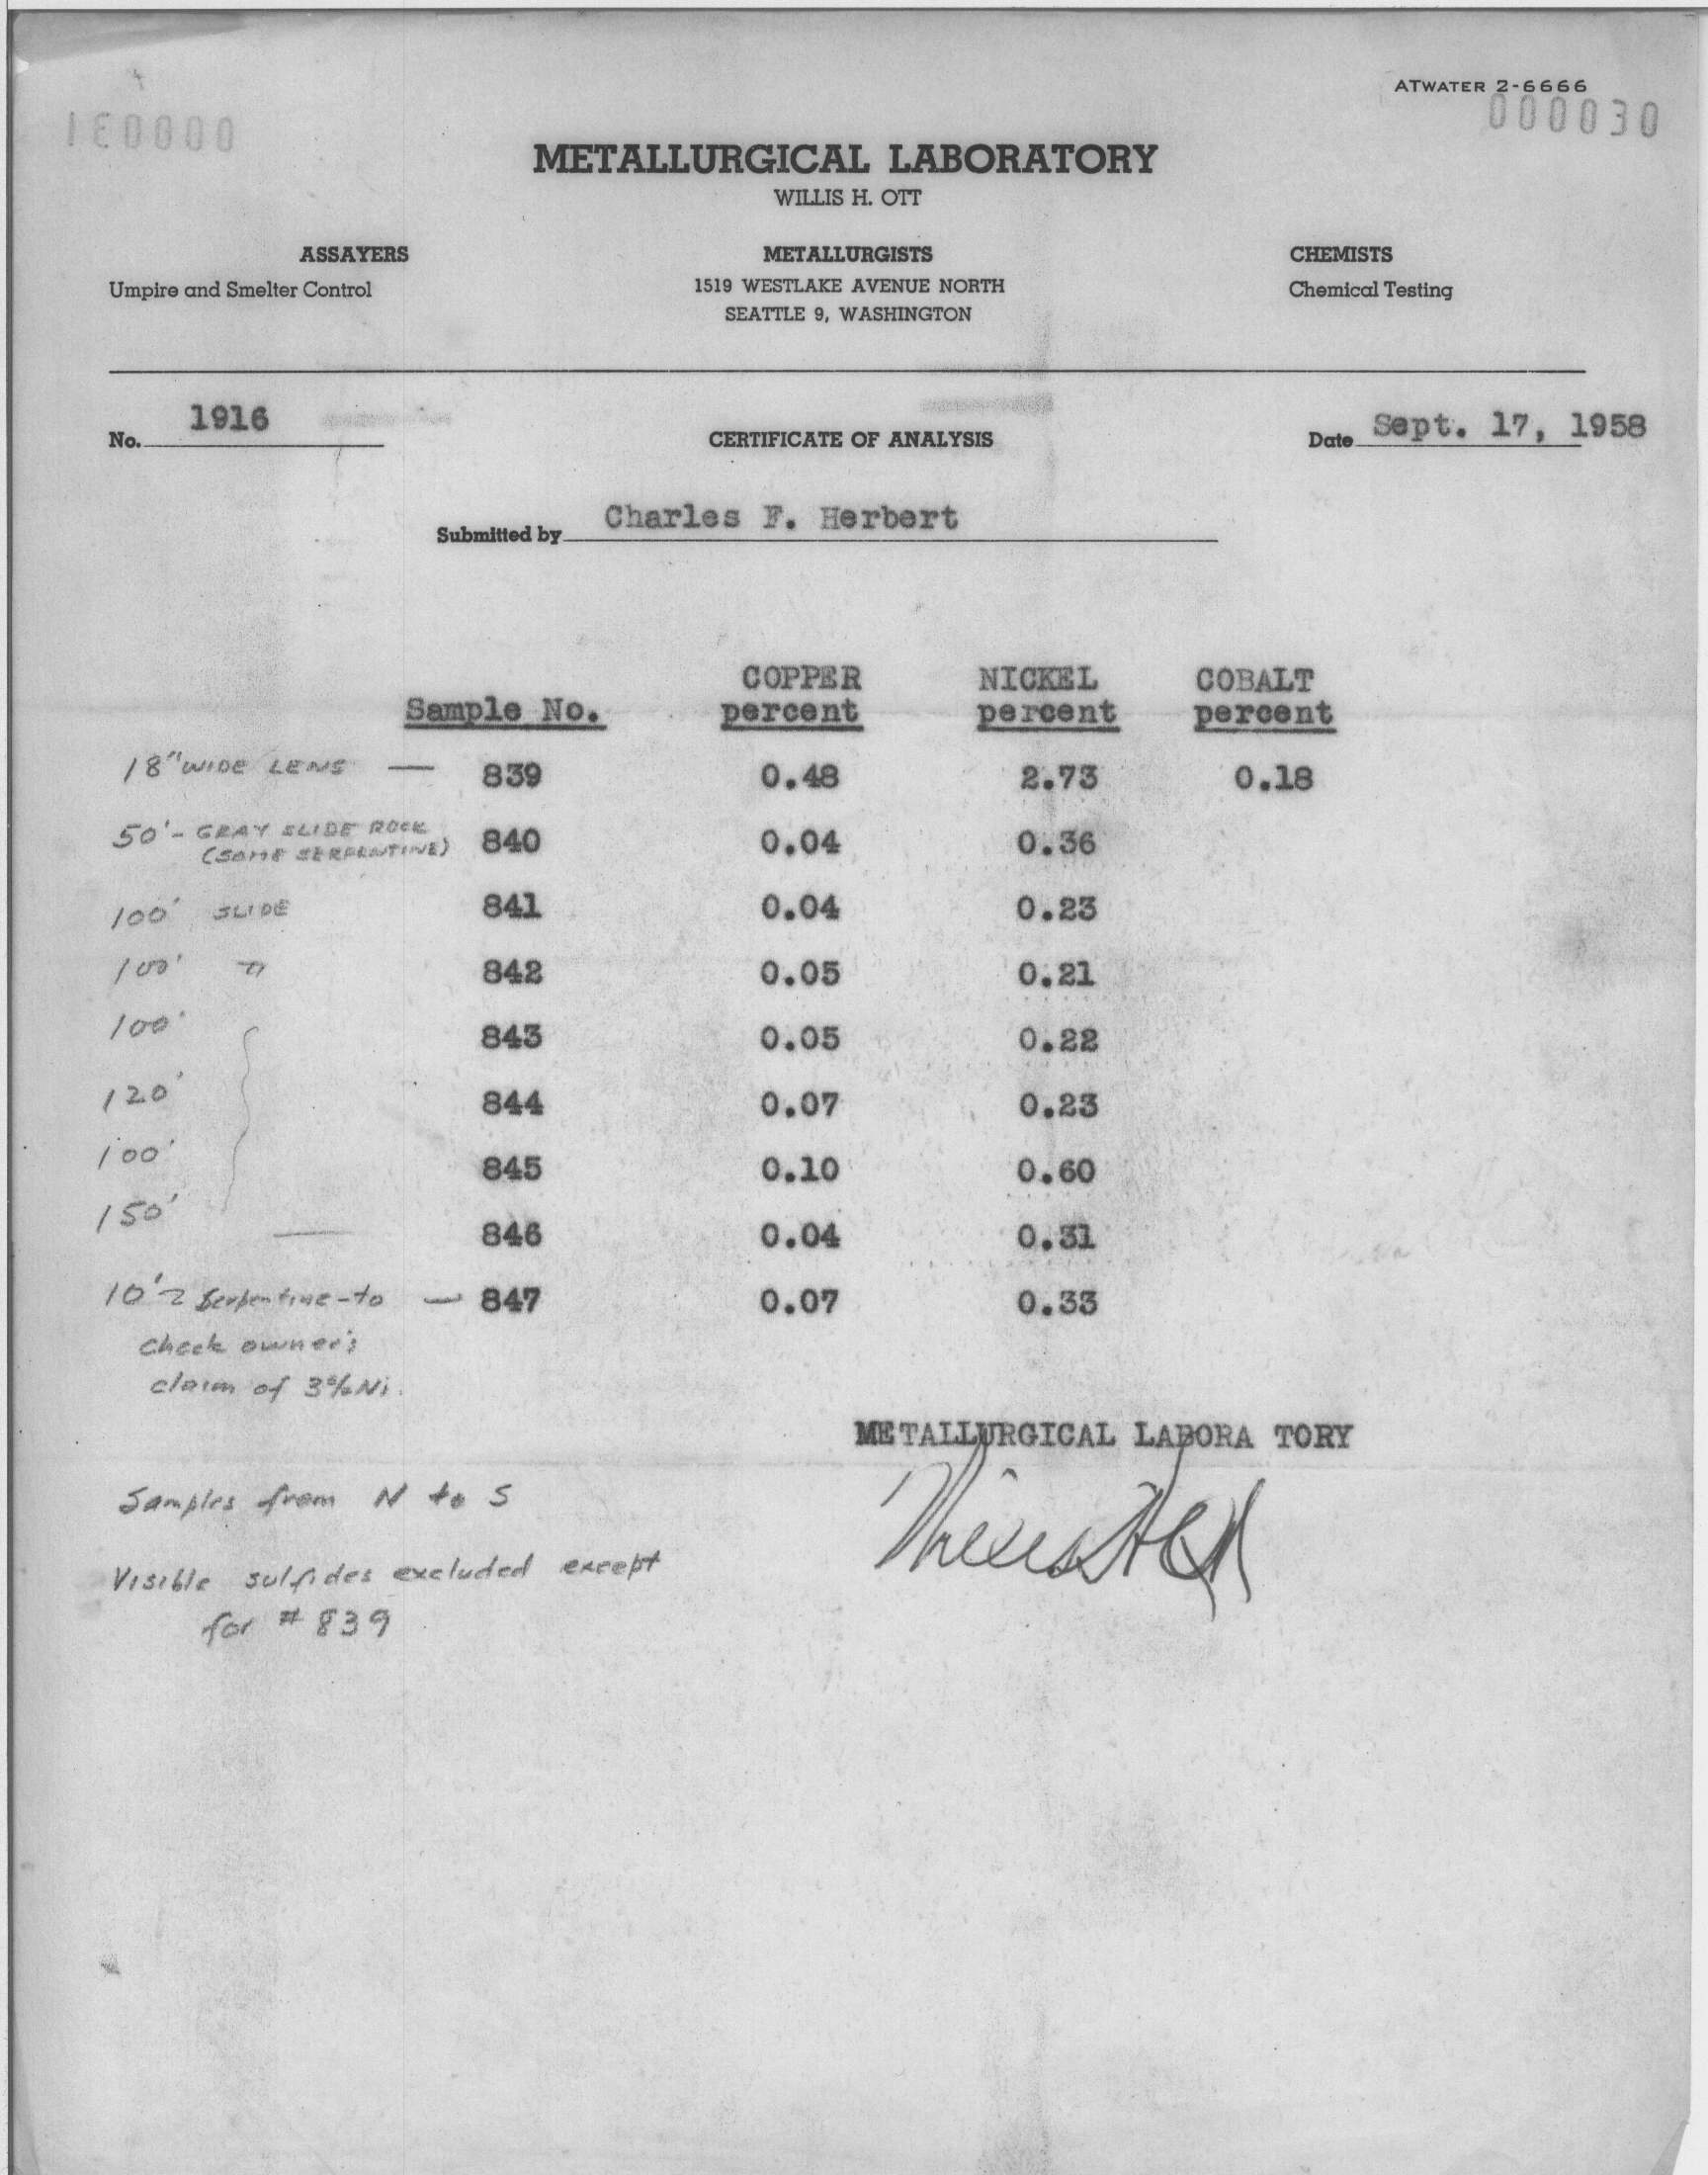 ATWATER 2-6666
000030
METALLURGICAL LABORATORY
WILLIS H. OTT
ASSAYERS METALLURGISTS CHEMISTS
Umpire and Smelter Control 1519 WESTLAKE AVENUE NORTH Chemical Testing
SEATTLE 9, WASHINGTON
No. 1916 CERTIFICATE OF ANALYSIS Date Sept. 17, 1958
Submitted by Charles F. Herbert
COPPER NICKEL COBALT
Sample No. percent percent percent
18" WIDE LENS — 839 0.48 2.73 0.18
50' - GRAY SLIDE ROCK
(SOME SERPENTINE) 840 0.04 0.36
100' SLIDE 841 0.04 0.23
100' " 842 0.05 0.21
100' 843 0.05 0.22
120' 844 0.07 0.23
100' 845 0.10 0.60
150' — 846 0.04 0.31
10' Serpentine - to — 847 0.07 0.33
check owner's
claim of 3% Ni.
METALLURGICAL LABORA TORY
Samples from N to S
Visible sulfides excluded except
for # 839